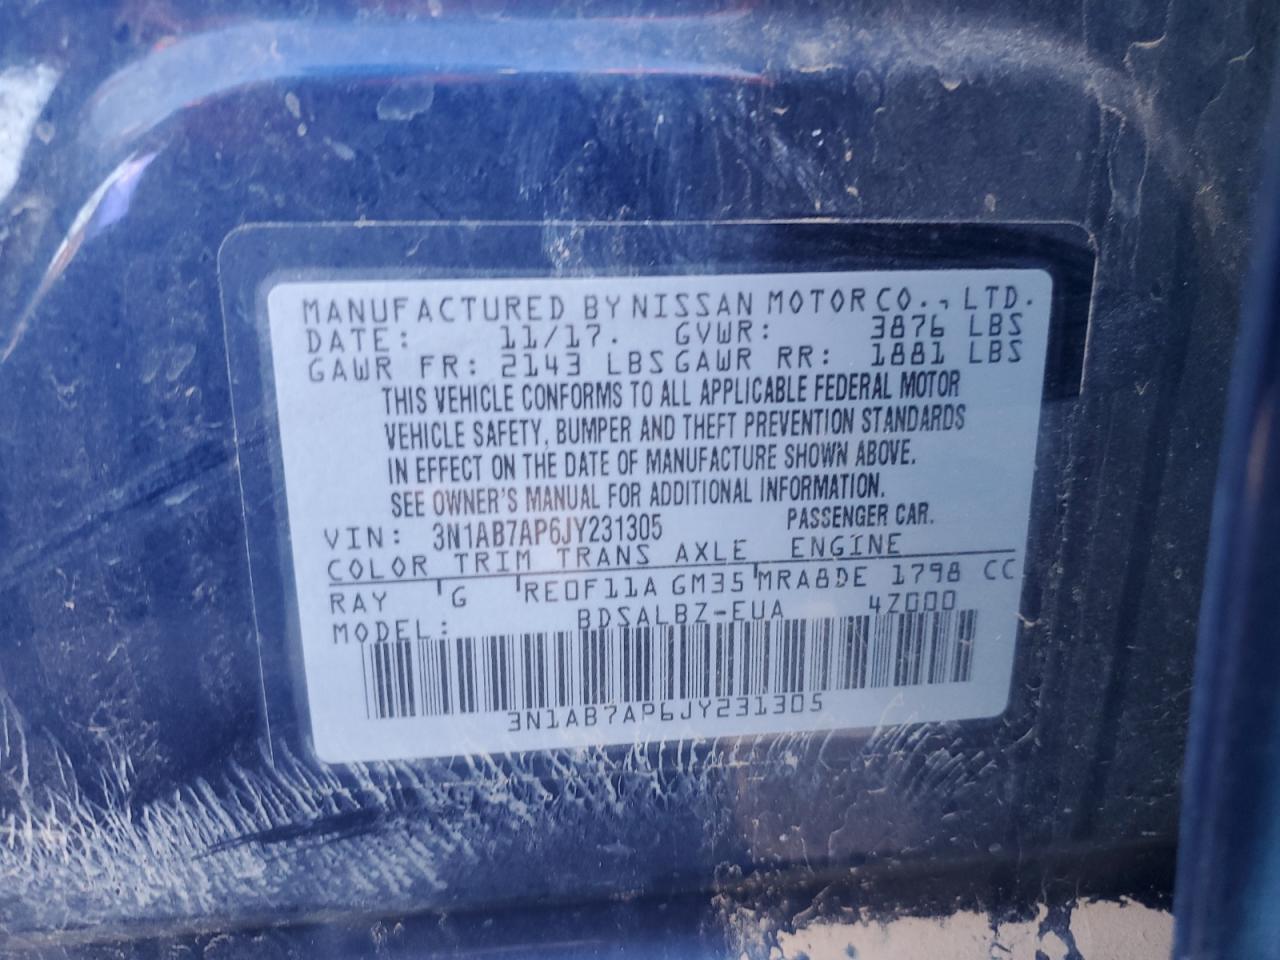 MANUFACTURED BY NISSAN MOTOR CO., LTD.
DATE: 11/17. GVWR: 3876 LBS
GAWR FR: 2143 LBS GAWR RR: 1881 LBS
THIS VEHICLE CONFORMS TO ALL APPLICABLE FEDERAL MOTOR
VEHICLE SAFETY, BUMPER AND THEFT PREVENTION STANDARDS
IN EFFECT ON THE DATE OF MANUFACTURE SHOWN ABOVE.
SEE OWNER'S MANUAL FOR ADDITIONAL INFORMATION.
VIN: 3N1AB7AP6JY231305 PASSENGER CAR.
COLOR TRIM TRANS AXLE ENGINE
RAY G RE0F11A GM35 MRA8DE 1798 CC
MODEL: BDSALBZ-EUA 4Z000
3N1AB7AP6JY231305